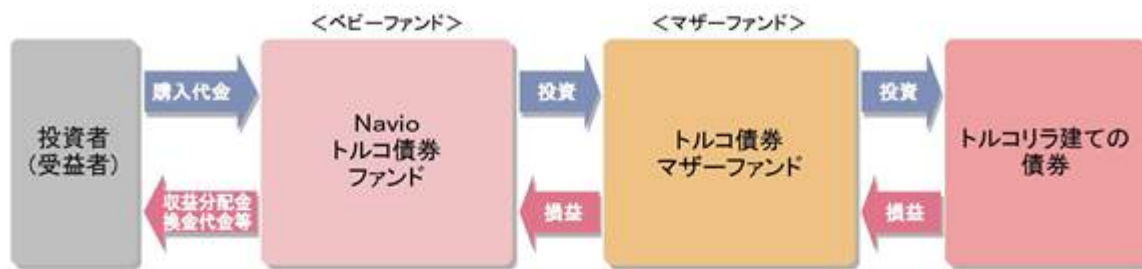 ＜ベビーファンド＞
＜マザーファンド＞
投資者
(受益者)
購入代金
収益分配金
換金代金等
Navio
トルコ債券
ファンド
投資
損益
トルコ債券
マザーファンド
投資
損益
トルコリラ建ての
債券